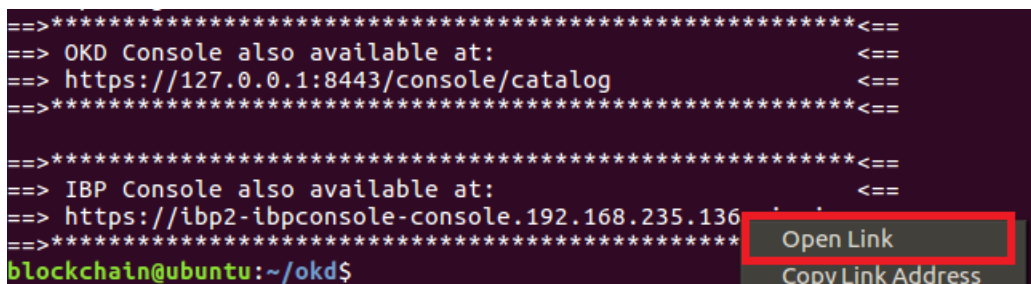 ==>********************************************************<==
==> OKD Console also available at: <==
==> https://127.0.0.1:8443/console/catalog <==
==>********************************************************<==
==>********************************************************<==
==> IBP Console also available at: <==
==> https://ibp2-ibpconsole-console.192.168.235.136
==>************************************************
Open Link
blockchain@ubuntu:~/okd$
Copy Link Address